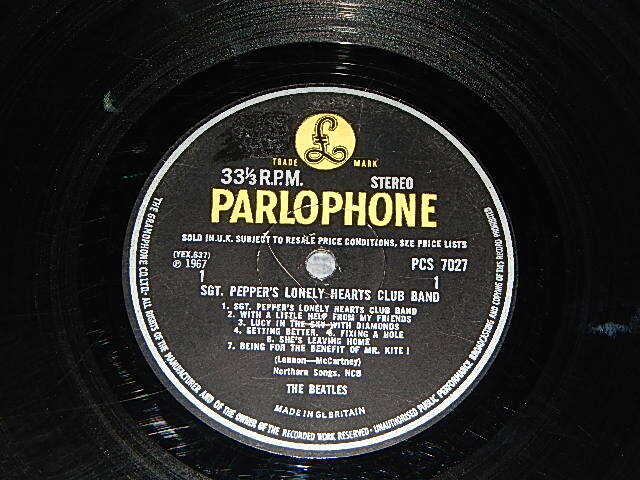 £
TRADE MARK
33⅓ R.P.M. STEREO
PARLOPHONE
SOLD IN U.K. SUBJECT TO RESALE PRICE CONDITIONS, SEE PRICE LISTS
(YEX.637) PCS 7027
℗ 1967
1 1
SGT. PEPPER'S LONELY HEARTS CLUB BAND
1. SGT. PEPPER'S LONELY HEARTS CLUB BAND
2. WITH A LITTLE HELP FROM MY FRIENDS
3. LUCY IN THE SKY WITH DIAMONDS
4. GETTING BETTER. 5. FIXING A HOLE
6. SHE'S LEAVING HOME
7. BEING FOR THE BENEFIT OF MR. KITE !
(Lennon—McCartney)
Northern Songs, NCB
THE BEATLES
MADE IN GT. BRITAIN
THE GRAMOPHONE CO. LTD. ALL RIGHTS OF THE MANUFACTURER AND OF THE OWNER OF THE RECORDED WORK RESERVED · UNAUTHORISED PUBLIC PERFORMANCE BROADCASTING AND COPYING OF THIS RECORD PROHIBITED